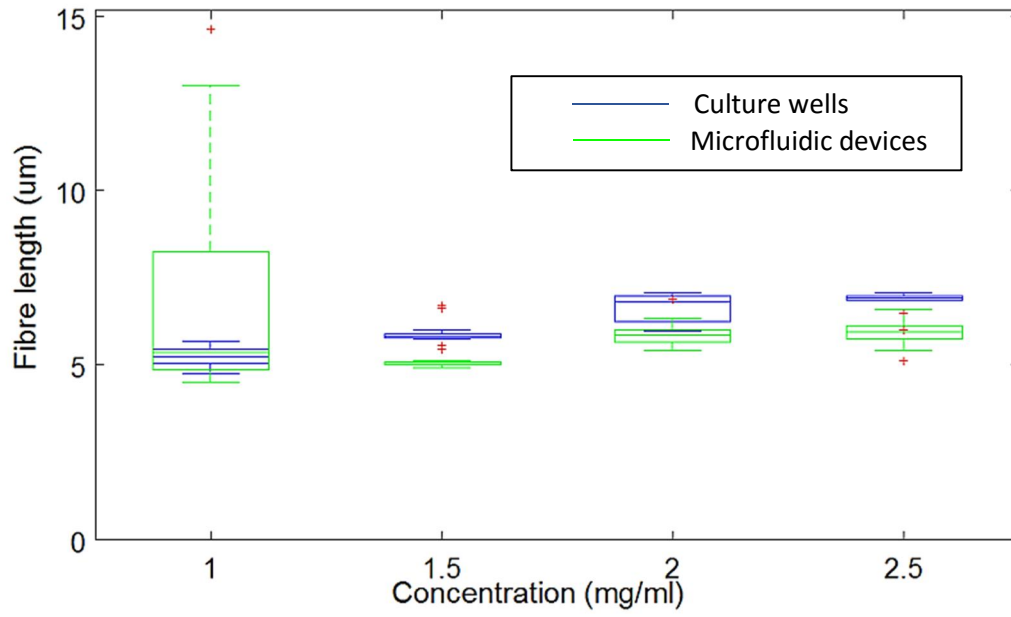 15
10
5
0
Fibre length (um)
Culture wells
Microfluidic devices
1 1.5 2 2.5
Concentration (mg/ml)